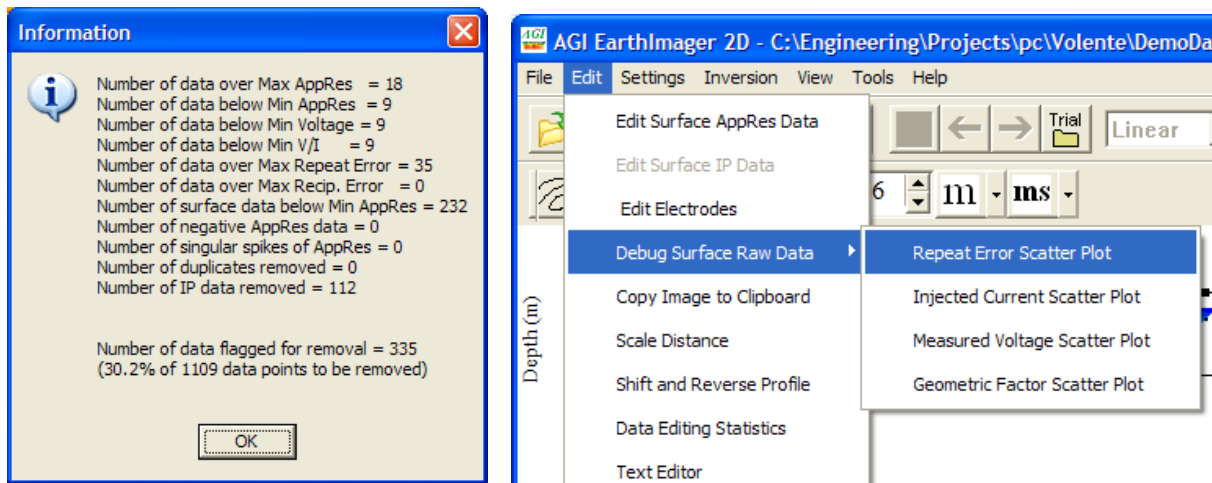 Information
Number of data over Max AppRes = 18
Number of data below Min AppRes = 9
Number of data below Min Voltage = 9
Number of data below Min V/I = 9
Number of data over Max Repeat Error = 35
Number of data over Max Recip. Error = 0
Number of surface data below Min AppRes = 232
Number of negative AppRes data = 0
Number of singular spikes of AppRes = 0
Number of duplicates removed = 0
Number of IP data removed = 112
Number of data flagged for removal = 335
(30.2% of 1109 data points to be removed)
OK
AGI
AGI EarthImager 2D - C:\Engineering\Projects\pc\Volente\DemoDa
File Edit Settings Inversion View Tools Help
Trial
Linear
6 m ms
Depth (m)
Edit Surface AppRes Data
Edit Surface IP Data
Edit Electrodes
Debug Surface Raw Data
Copy Image to Clipboard
Scale Distance
Shift and Reverse Profile
Data Editing Statistics
Text Editor
Repeat Error Scatter Plot
Injected Current Scatter Plot
Measured Voltage Scatter Plot
Geometric Factor Scatter Plot